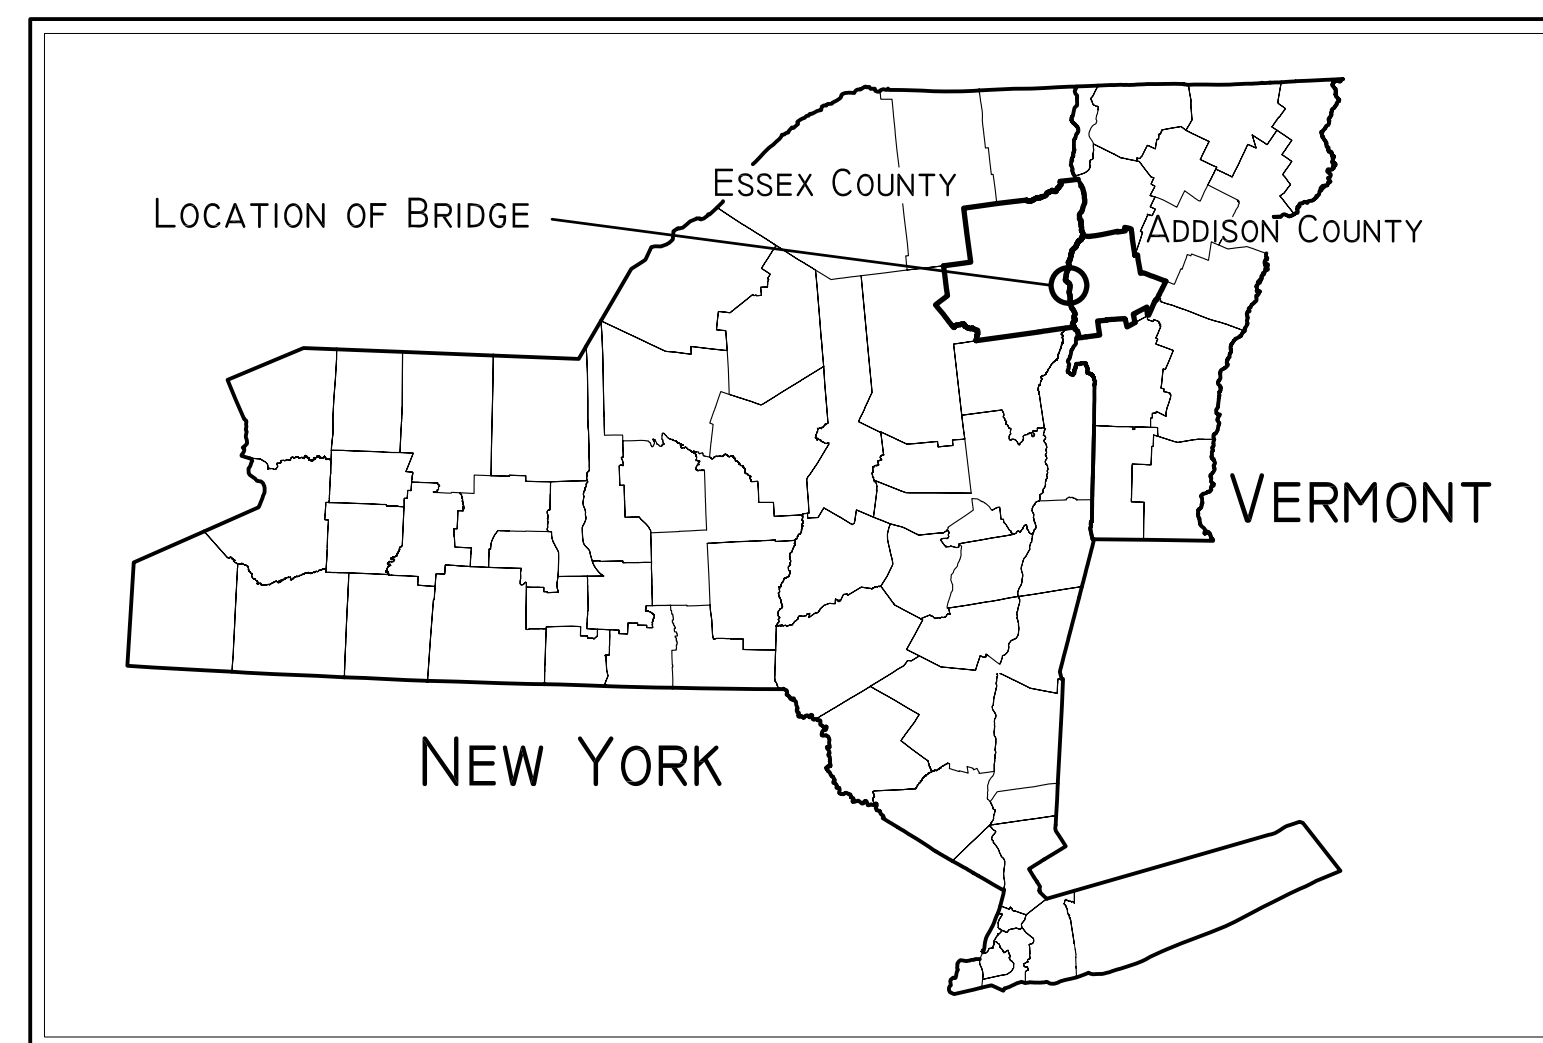 ESSEX COUNTY
LOCATION OF BRIDGE
ADDISON COUNTY
VERMONT
NEW YORK